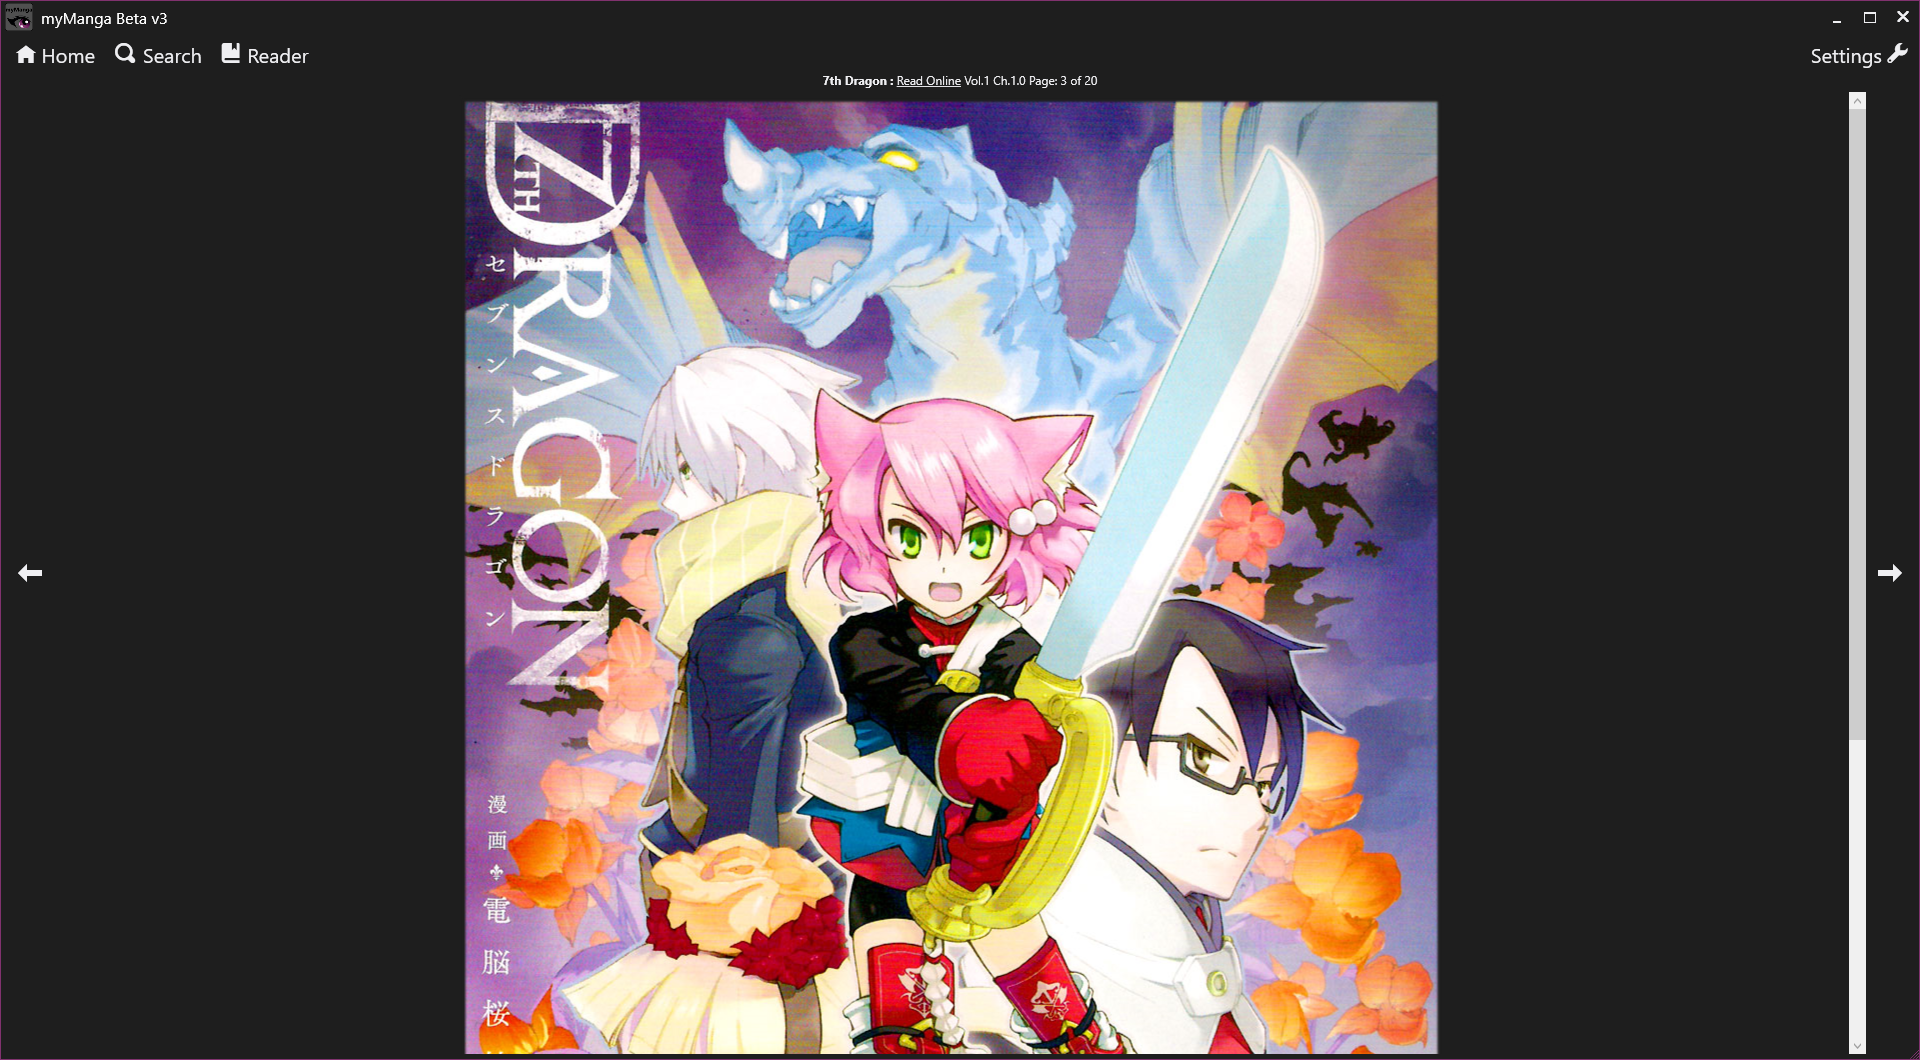 myManga
myManga Beta v3
Home
Search
Reader
Settings
7th Dragon : Read Online Vol.1 Ch.1.0 Page: 3 of 20
7TH DRAGON
セブンスドラゴン
漫画 電脳桜